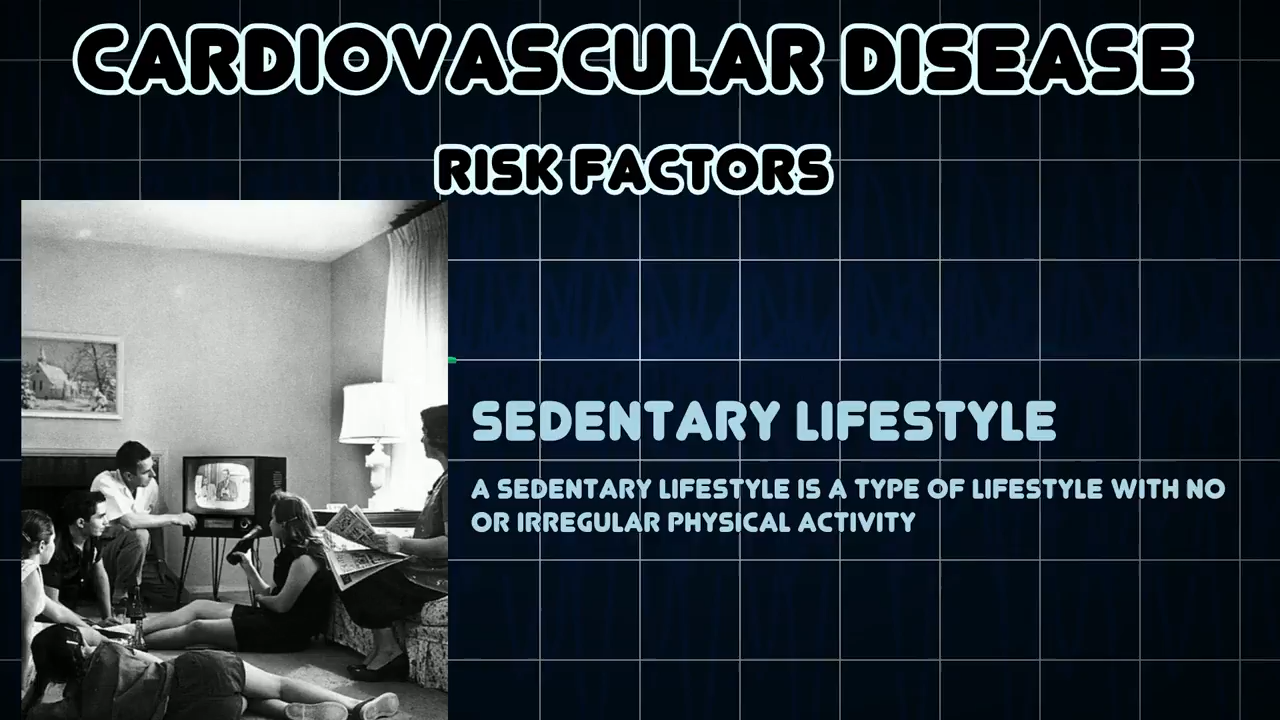 CARDIOVASCULAR DISEASE
RISK FACTORS
SEDENTARY LIFESTYLE
A SEDENTARY LIFESTYLE IS A TYPE OF LIFESTYLE WITH NO
OR IRREGULAR PHYSICAL ACTIVITY